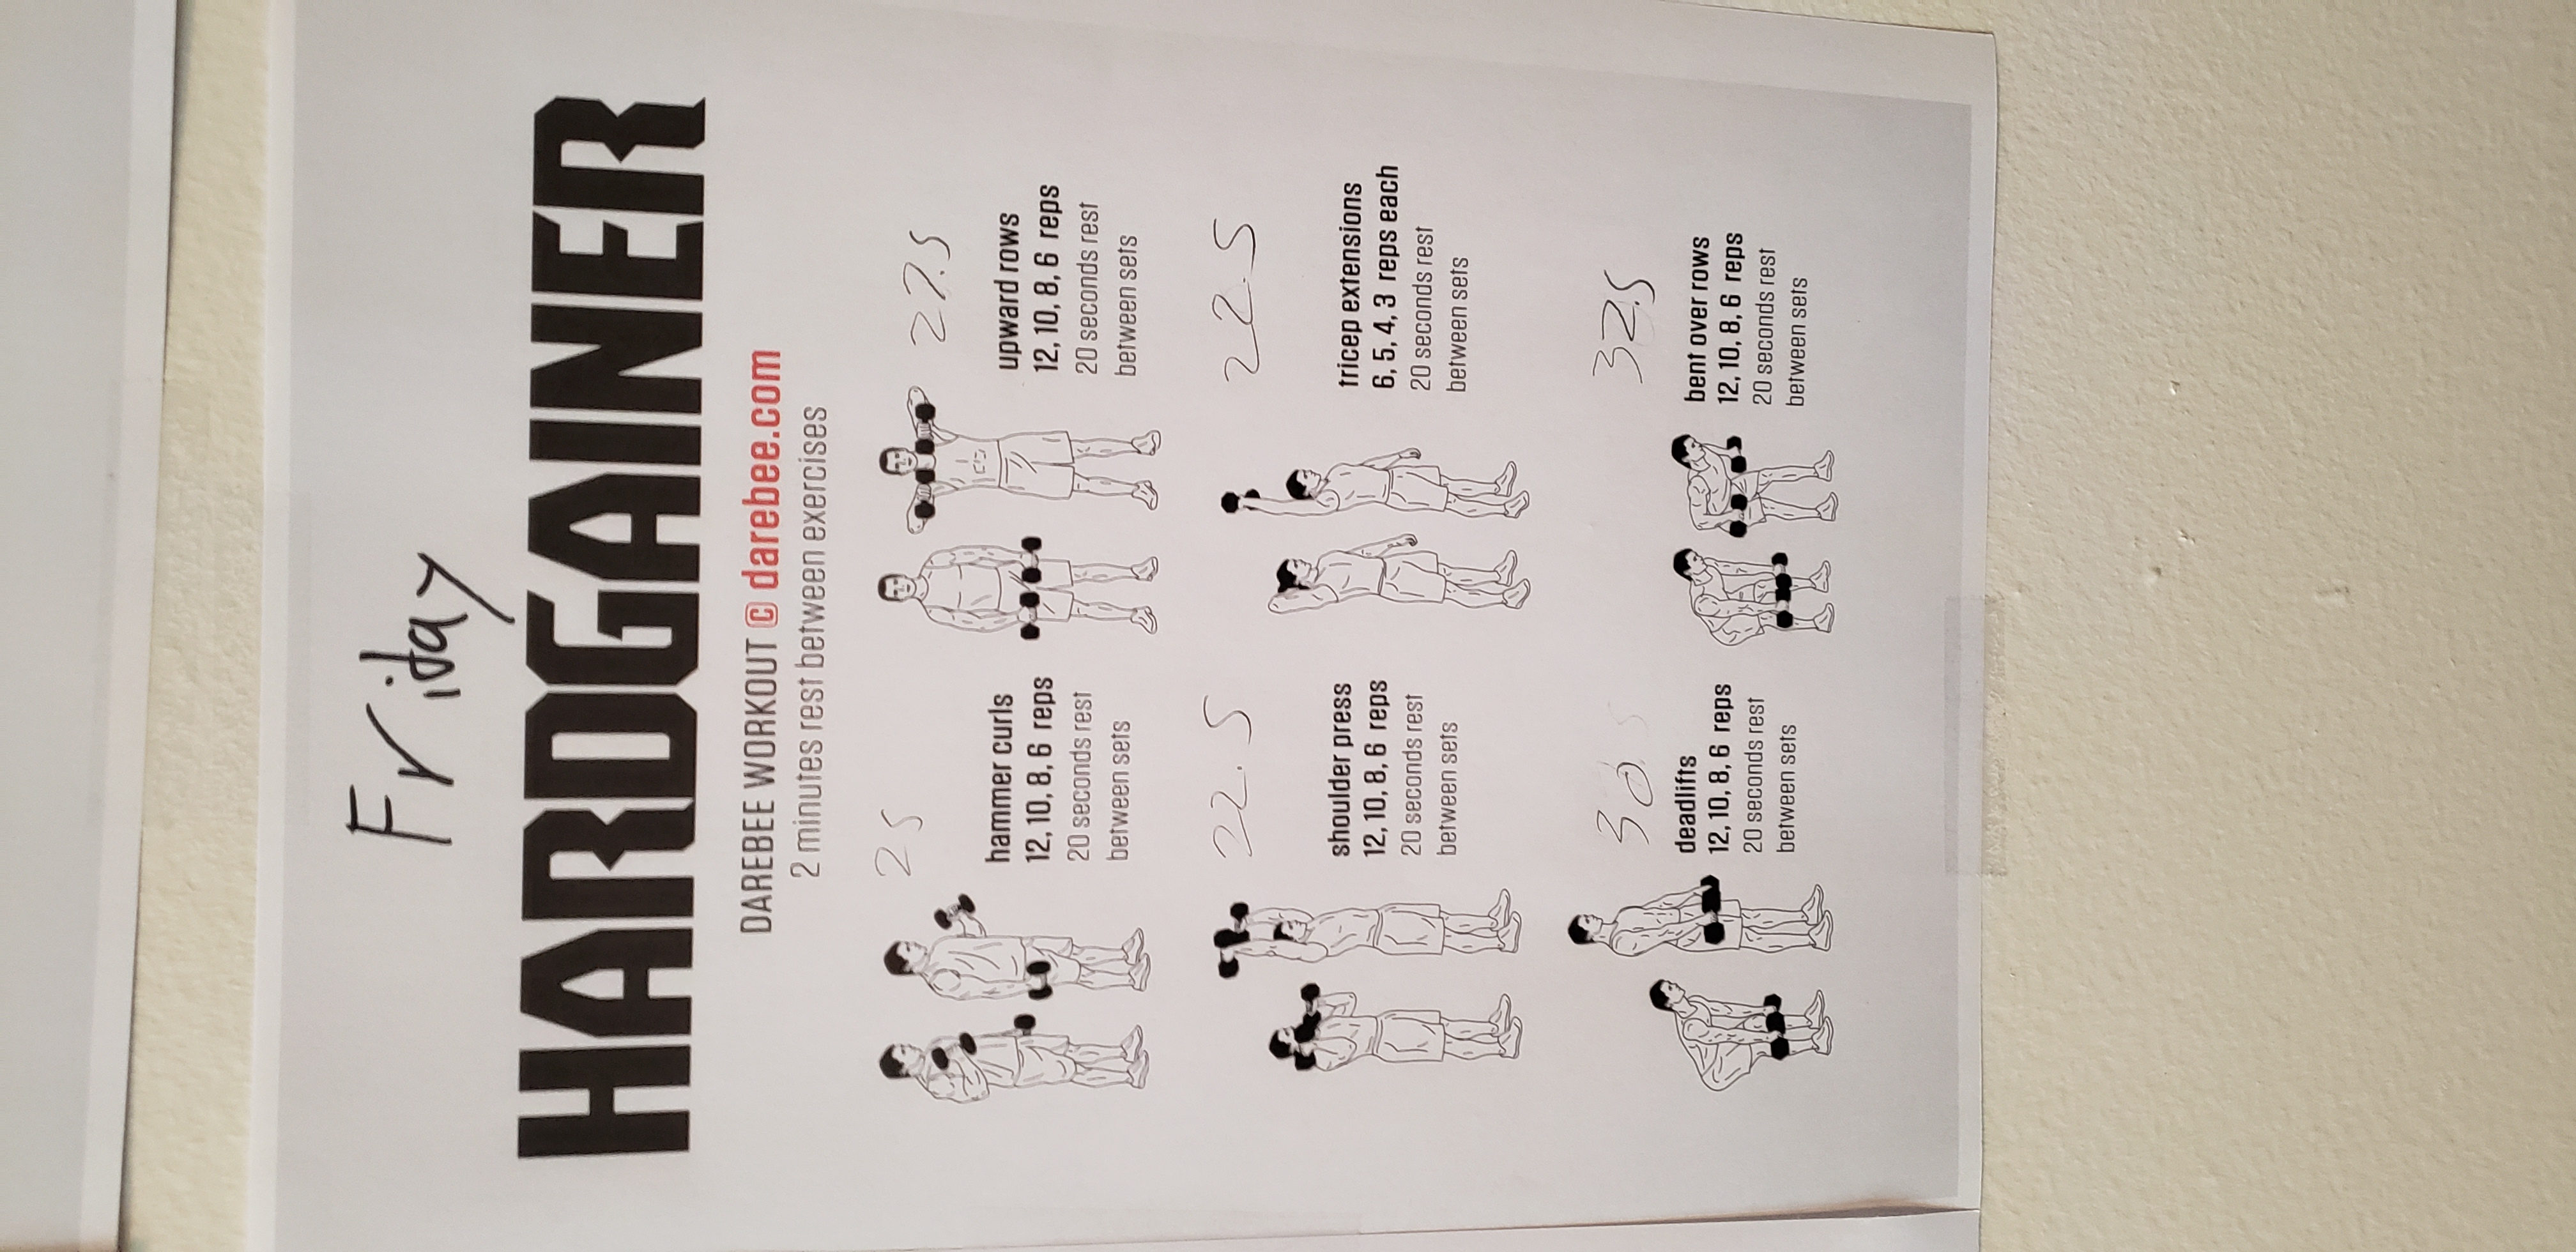 Friday
HARDGAINER
DAREBEE WORKOUT © darebee.com
2 minutes rest between exercises
25
hammer curls
12, 10, 8, 6 reps
20 seconds rest
between sets
27.5
upward rows
12, 10, 8, 6 reps
20 seconds rest
between sets
22.5
shoulder press
12, 10, 8, 6 reps
20 seconds rest
between sets
22.5
tricep extensions
6, 5, 4, 3 reps each
20 seconds rest
between sets
30
deadlifts
12, 10, 8, 6 reps
20 seconds rest
between sets
32.5
bent over rows
12, 10, 8, 6 reps
20 seconds rest
between sets